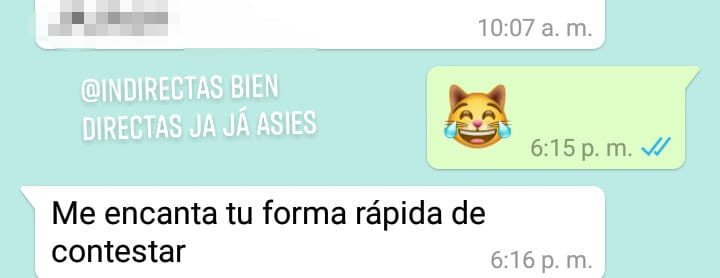 10:07 a. m.
@INDIRECTAS BIEN
DIRECTAS JA JÁ ASIES
6:15 p. m.
Me encanta tu forma rápida de
contestar
6:16 p. m.